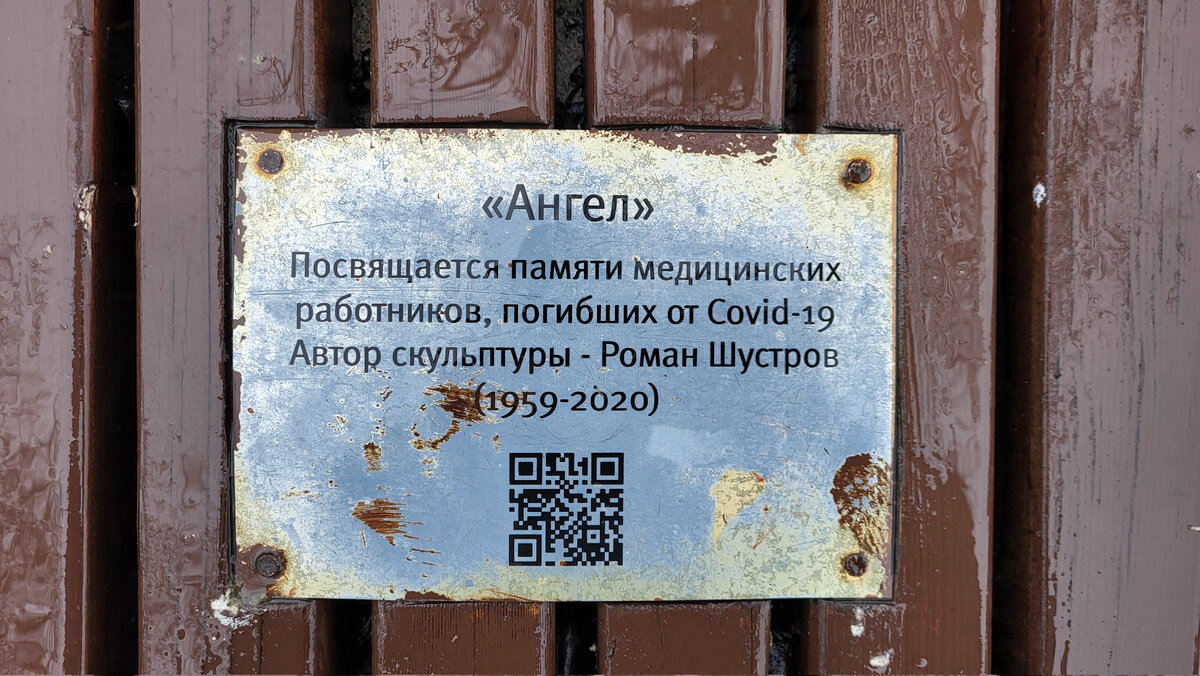 «Ангел»
Посвящается памяти медицинских
работников, погибших от Covid-19
Автор скульптуры - Роман Шустров
(1959-2020)